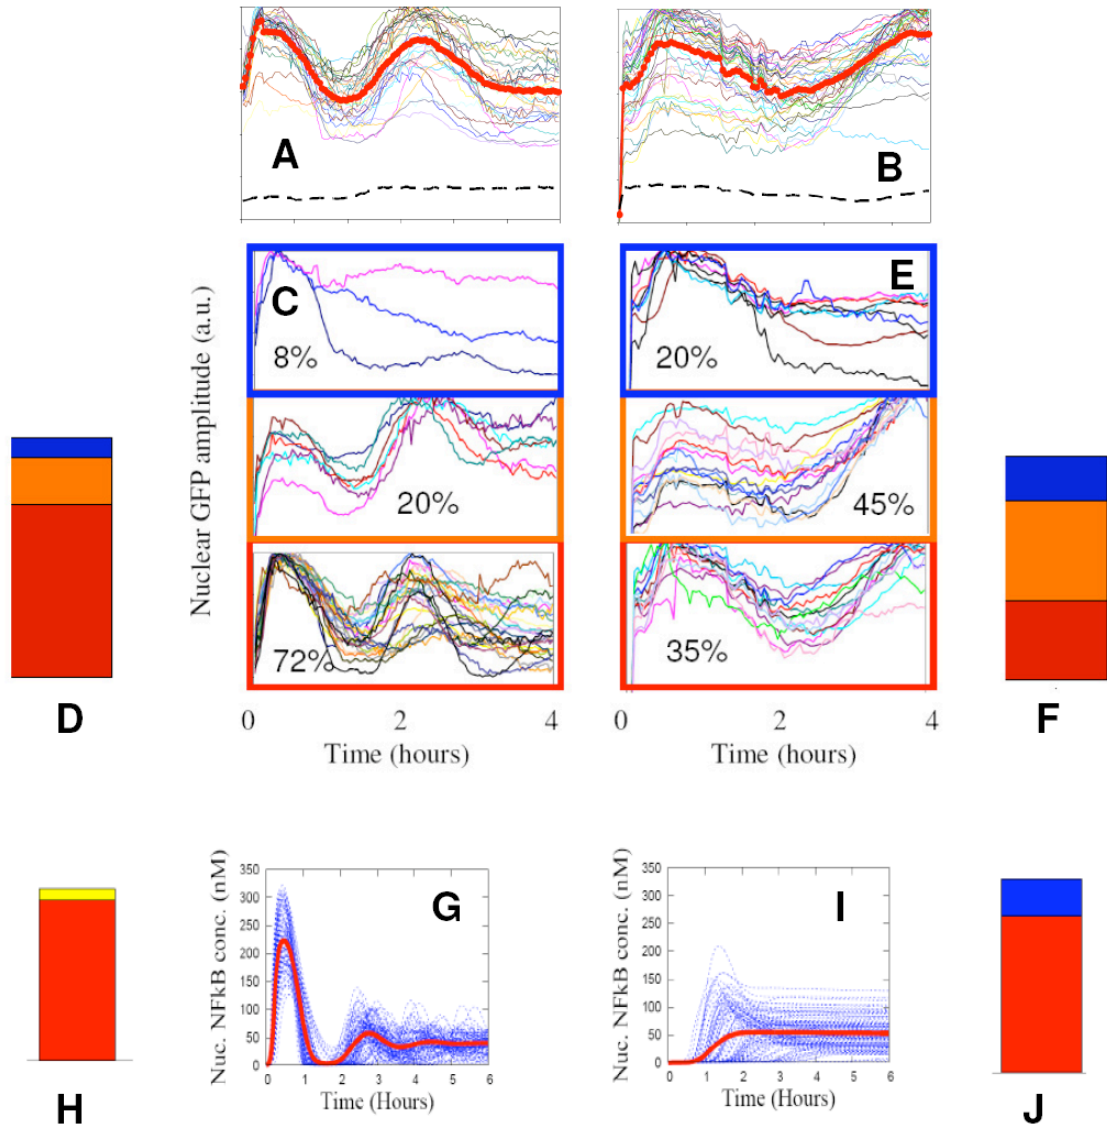 A
B
C
8%
E
20%
20%
45%
72%
35%
Nuclear GFP amplitude (a.u.)
0 2 4
Time (hours)
0 2 4
Time (hours)
D
F
Nuc. NFkB conc. (nM)
350
300
250
200
150
100
50
0
0 1 2 3 4 5 6
Time (Hours)
G
Nuc. NFkB conc. (nM)
350
300
250
200
150
100
50
0
0 1 2 3 4 5 6
Time (Hours)
I
H
J